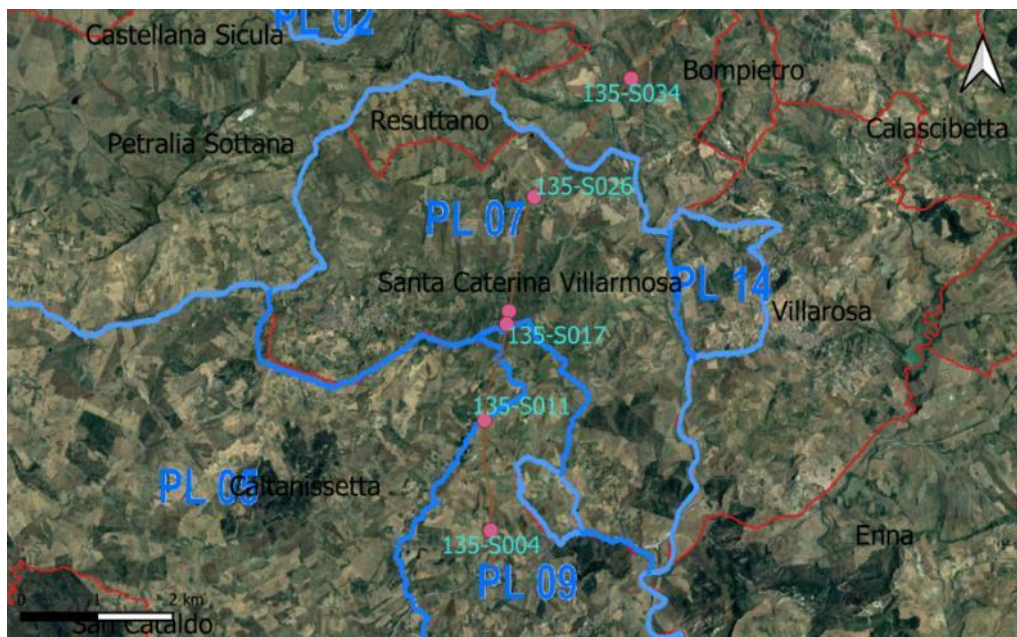 PL 02
Castellana Sicula
Bompietro
135-S034
Resuttano
Calascibetta
Petralia Sottana
135-S026
PL 07
Santa Caterina Villarmosa
PL 14
Villarosa
135-S017
135-S011
PL 05
Caltanissetta
Enna
135-S004
PL 09
0 1 2 km
San Cataldo